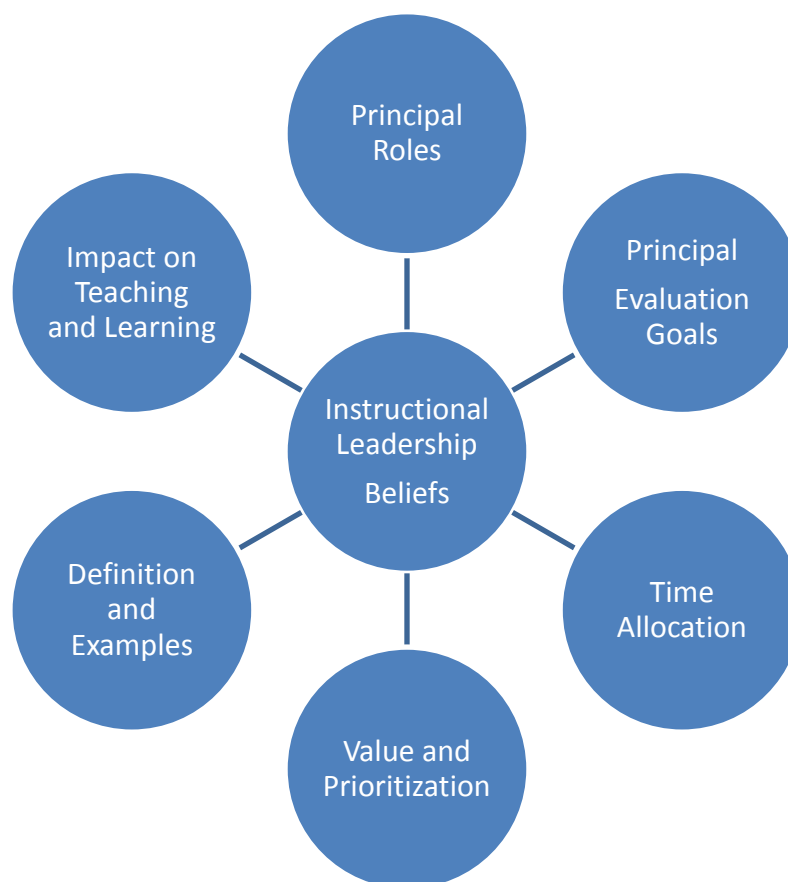 Principal
Roles
Impact on
Teaching
and Learning
Principal
Evaluation
Goals
Instructional
Leadership
Beliefs
Definition
and
Examples
Time
Allocation
Value and
Prioritization